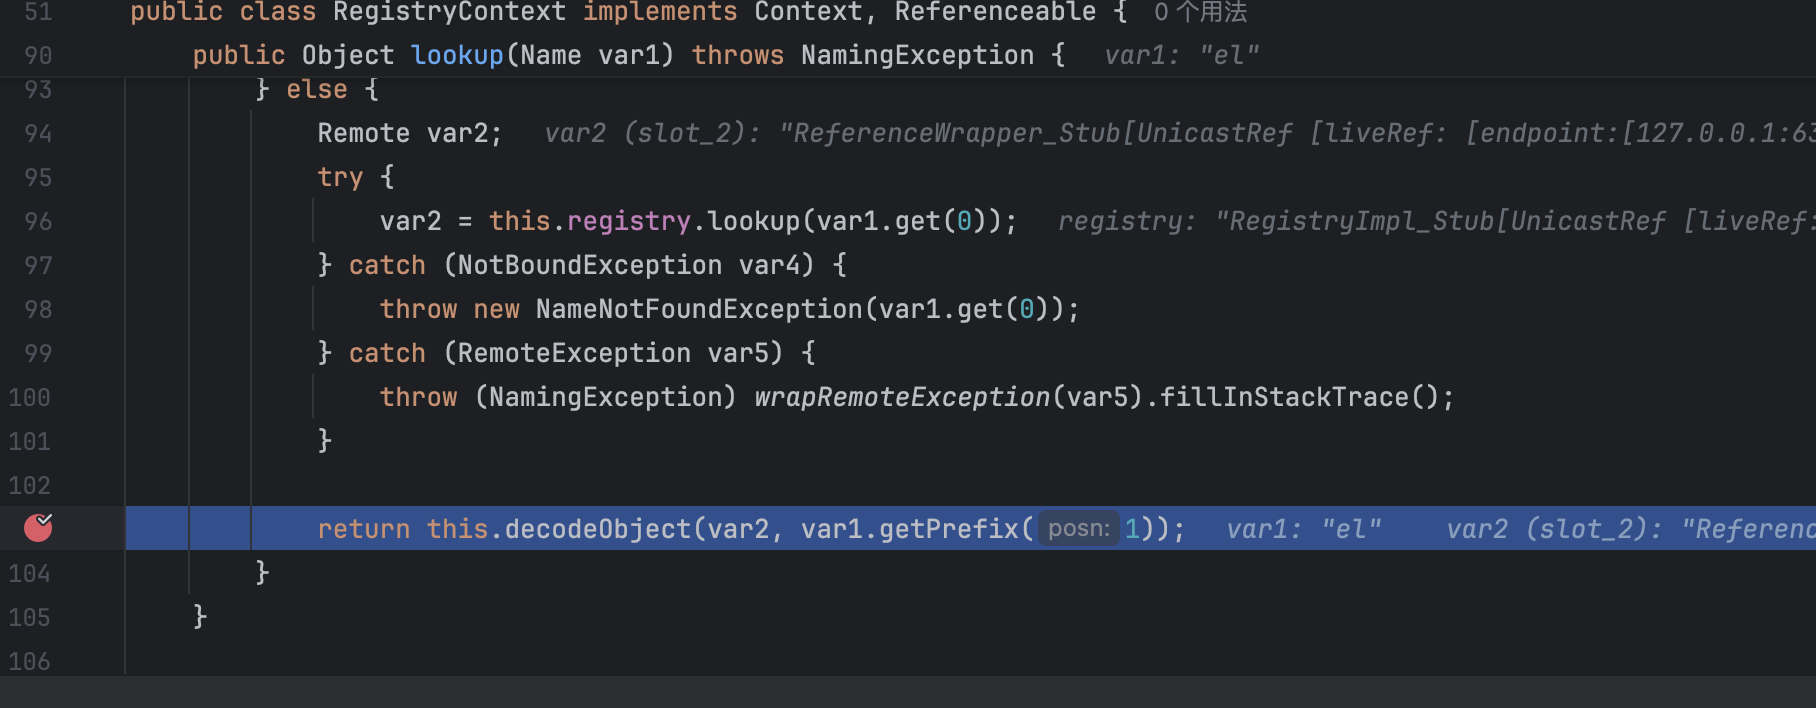 51 public class RegistryContext implements Context, Referenceable { 0 个用法
90 public Object lookup(Name var1) throws NamingException { var1: "el"
93 } else {
94 Remote var2; var2 (slot_2): "ReferenceWrapper_Stub[UnicastRef [liveRef: [endpoint:[127.0.0.1:63
95 try {
96 var2 = this.registry.lookup(var1.get(0)); registry: "RegistryImpl_Stub[UnicastRef [liveRef:
97 } catch (NotBoundException var4) {
98 throw new NameNotFoundException(var1.get(0));
99 } catch (RemoteException var5) {
100 throw (NamingException) wrapRemoteException(var5).fillInStackTrace();
101 }
102
return this.decodeObject(var2, var1.getPrefix( posn: 1)); var1: "el" var2 (slot_2): "Referenc
104 }
105 }
106